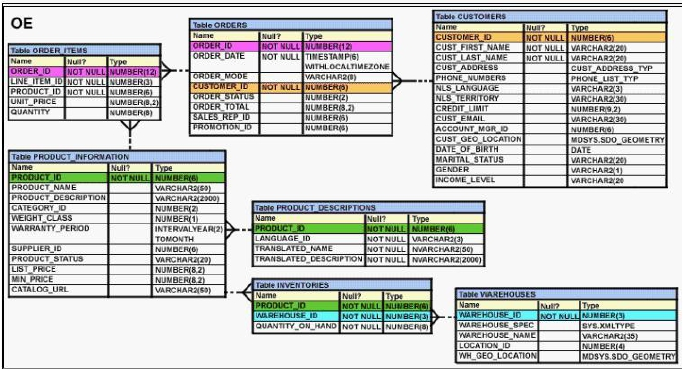 OE
Table ORDER_ITEMS
Name Null? Type
ORDER_ID NOT NULL NUMBER(12)
LINE_ITEM_ID NOT NULL NUMBER(3)
PRODUCT_ID NOT NULL NUMBER(6)
UNIT_PRICE NUMBER(8,2)
QUANTITY NUMBER(8)
Table ORDERS
Name Null? Type
ORDER_ID NOT NULL NUMBER(12)
ORDER_DATE NOT NULL TIMESTAMP(6)
WITHLOCALTIMEZONE
ORDER_MODE VARCHAR2(8)
CUSTOMER_ID NOT NULL NUMBER(6)
ORDER_STATUS NUMBER(2)
ORDER_TOTAL NUMBER(8,2)
SALES_REP_ID NUMBER(6)
PROMOTION_ID NUMBER(6)
Table CUSTOMERS
Name Null? Type
CUSTOMER_ID NOT NULL NUMBER(6)
CUST_FIRST_NAME NOT NULL VARCHAR2(20)
CUST_LAST_NAME NOT NULL VARCHAR2(20)
CUST_ADDRESS CUST_ADDRESS_TYP
PHONE_NUMBERS PHONE_LIST_TYP
NLS_LANGUAGE VARCHAR2(3)
NLS_TERRITORY VARCHAR2(30)
CREDIT_LIMIT NUMBER(9,2)
CUST_EMAIL VARCHAR2(30)
ACCOUNT_MGR_ID NUMBER(6)
CUST_GEO_LOCATION MDSYS.SDO_GEOMETRY
DATE_OF_BIRTH DATE
MARITAL_STATUS VARCHAR2(20)
GENDER VARCHAR2(1)
INCOME_LEVEL VARCHAR2(20
Table PRODUCT_INFORMATION
Name Null? Type
PRODUCT_ID NOT NULL NUMBER(6)
PRODUCT_NAME VARCHAR2(50)
PRODUCT_DESCRIPTION VARCHAR2(2000)
CATEGORY_ID NUMBER(2)
WEIGHT_CLASS NUMBER(1)
WARRANTY_PERIOD INTERVALYEAR(2)
TOMONTH
SUPPLIER_ID NUMBER(6)
PRODUCT_STATUS VARCHAR2(20)
LIST_PRICE NUMBER(8,2)
MIN_PRICE NUMBER(8,2)
CATALOG_URL VARCHAR2(50)
Table PRODUCT_DESCRIPTIONS
Name Null? Type
PRODUCT_ID NOT NULL NUMBER(6)
LANGUAGE_ID NOT NULL VARCHAR2(3)
TRANSLATED_NAME NOT NULL NVARCHAR2(50)
TRANSLATED_DESCRIPTION NOT NULL NVARCHAR2(2000)
Table INVENTORIES
Name Null? Type
PRODUCT_ID NOT NULL NUMBER(6)
WAREHOUSE_ID NOT NULL NUMBER(3)
QUANTITY_ON_HAND NOT NULL NUMBER(8)
Table WAREHOUSES
Name Null? Type
WAREHOUSE_ID NOT NULL NUMBER(3)
WAREHOUSE_SPEC SYS.XMLTYPE
WAREHOUSE_NAME VARCHAR2(35)
LOCATION_ID NUMBER(4)
WH_GEO_LOCATION MDSYS.SDO_GEOMETRY